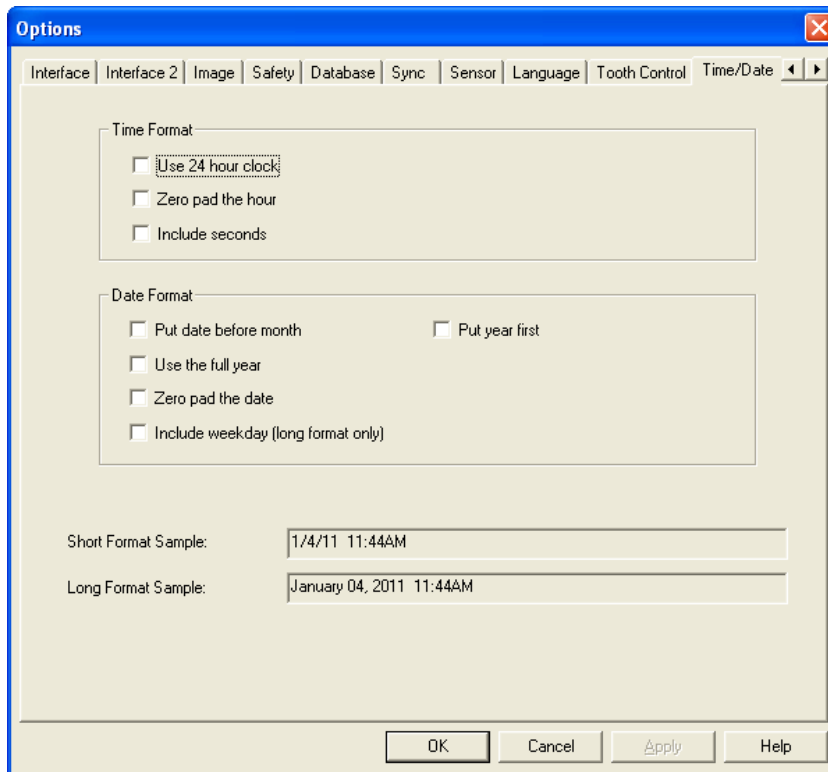 Options
Interface Interface 2 Image Safety Database Sync Sensor Language Tooth Control Time/Date
Time Format
Use 24 hour clock
Zero pad the hour
Include seconds
Date Format
Put date before month Put year first
Use the full year
Zero pad the date
Include weekday (long format only)
Short Format Sample: 1/4/11 11:44AM
Long Format Sample: January 04, 2011 11:44AM
OK Cancel Apply Help